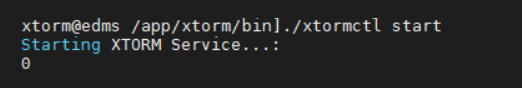 xtorm@edms /app/xtorm/bin]./xtormctl start
Starting XTORM Service...:
0